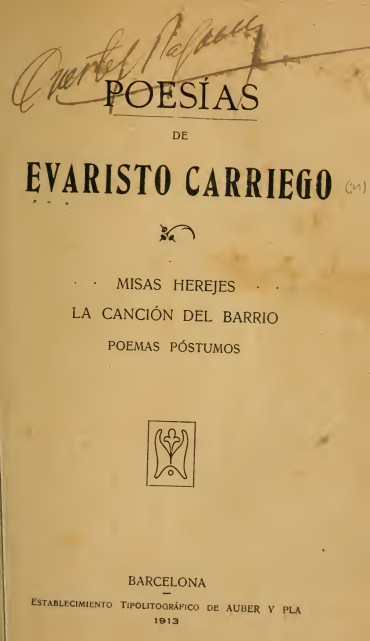 POESÍAS
DE
EVARISTO CARRIEGO
MISAS HEREJES
LA CANCIÓN DEL BARRIO
POEMAS PÓSTUMOS
BARCELONA
ESTABLECIMIENTO TIPOLITOGRÁFICO DE AUBER Y PLA
1913